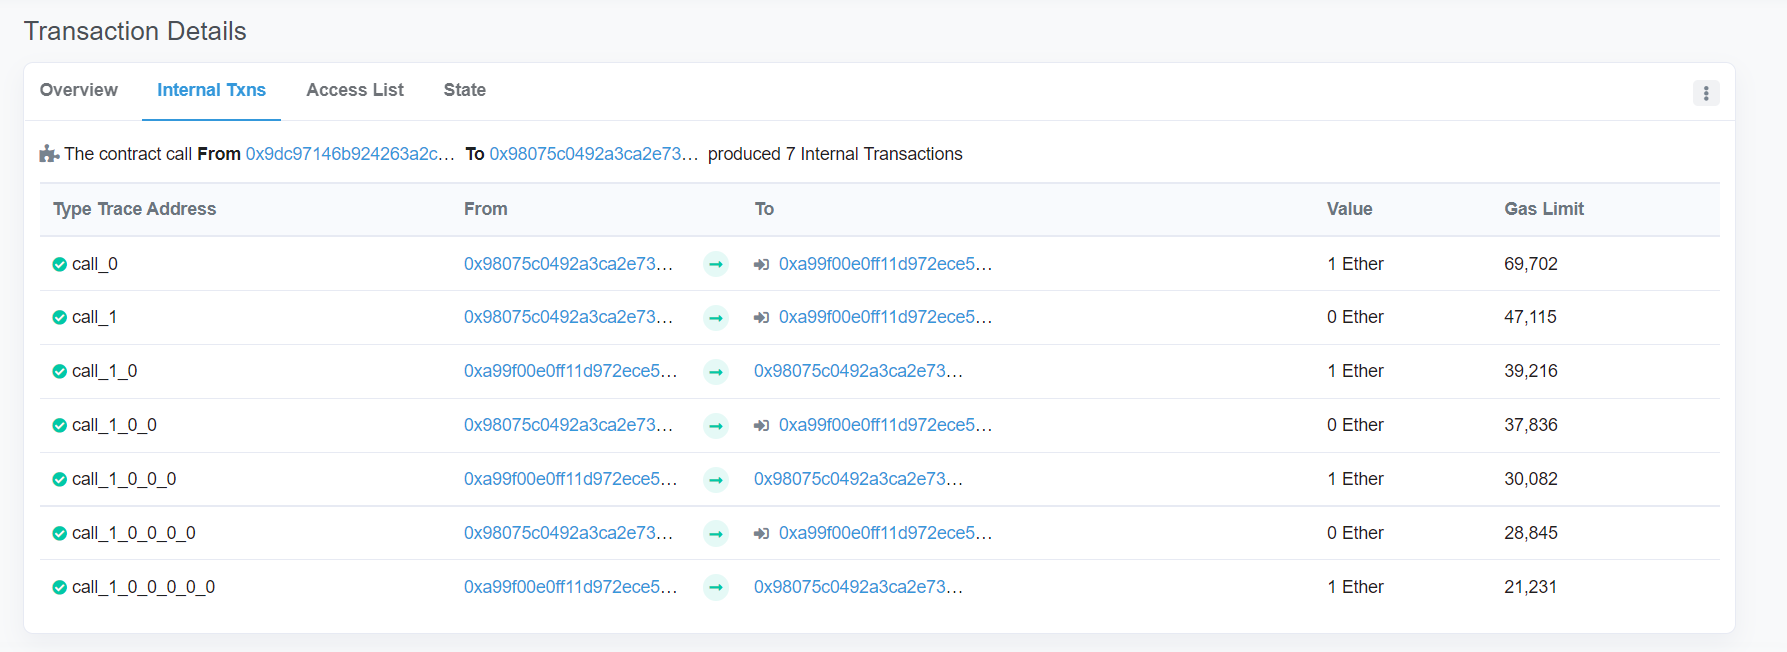 Transaction Details
Overview Internal Txns Access List State
The contract call From 0x9dc97146b924263a2c... To 0x98075c0492a3ca2e73... produced 7 Internal Transactions
Type Trace Address From To Value Gas Limit
call_0 0x98075c0492a3ca2e73... 0xa99f00e0ff11d972ece5... 1 Ether 69,702
call_1 0x98075c0492a3ca2e73... 0xa99f00e0ff11d972ece5... 0 Ether 47,115
call_1_0 0xa99f00e0ff11d972ece5... 0x98075c0492a3ca2e73... 1 Ether 39,216
call_1_0_0 0x98075c0492a3ca2e73... 0xa99f00e0ff11d972ece5... 0 Ether 37,836
call_1_0_0_0 0xa99f00e0ff11d972ece5... 0x98075c0492a3ca2e73... 1 Ether 30,082
call_1_0_0_0_0 0x98075c0492a3ca2e73... 0xa99f00e0ff11d972ece5... 0 Ether 28,845
call_1_0_0_0_0_0 0xa99f00e0ff11d972ece5... 0x98075c0492a3ca2e73... 1 Ether 21,231